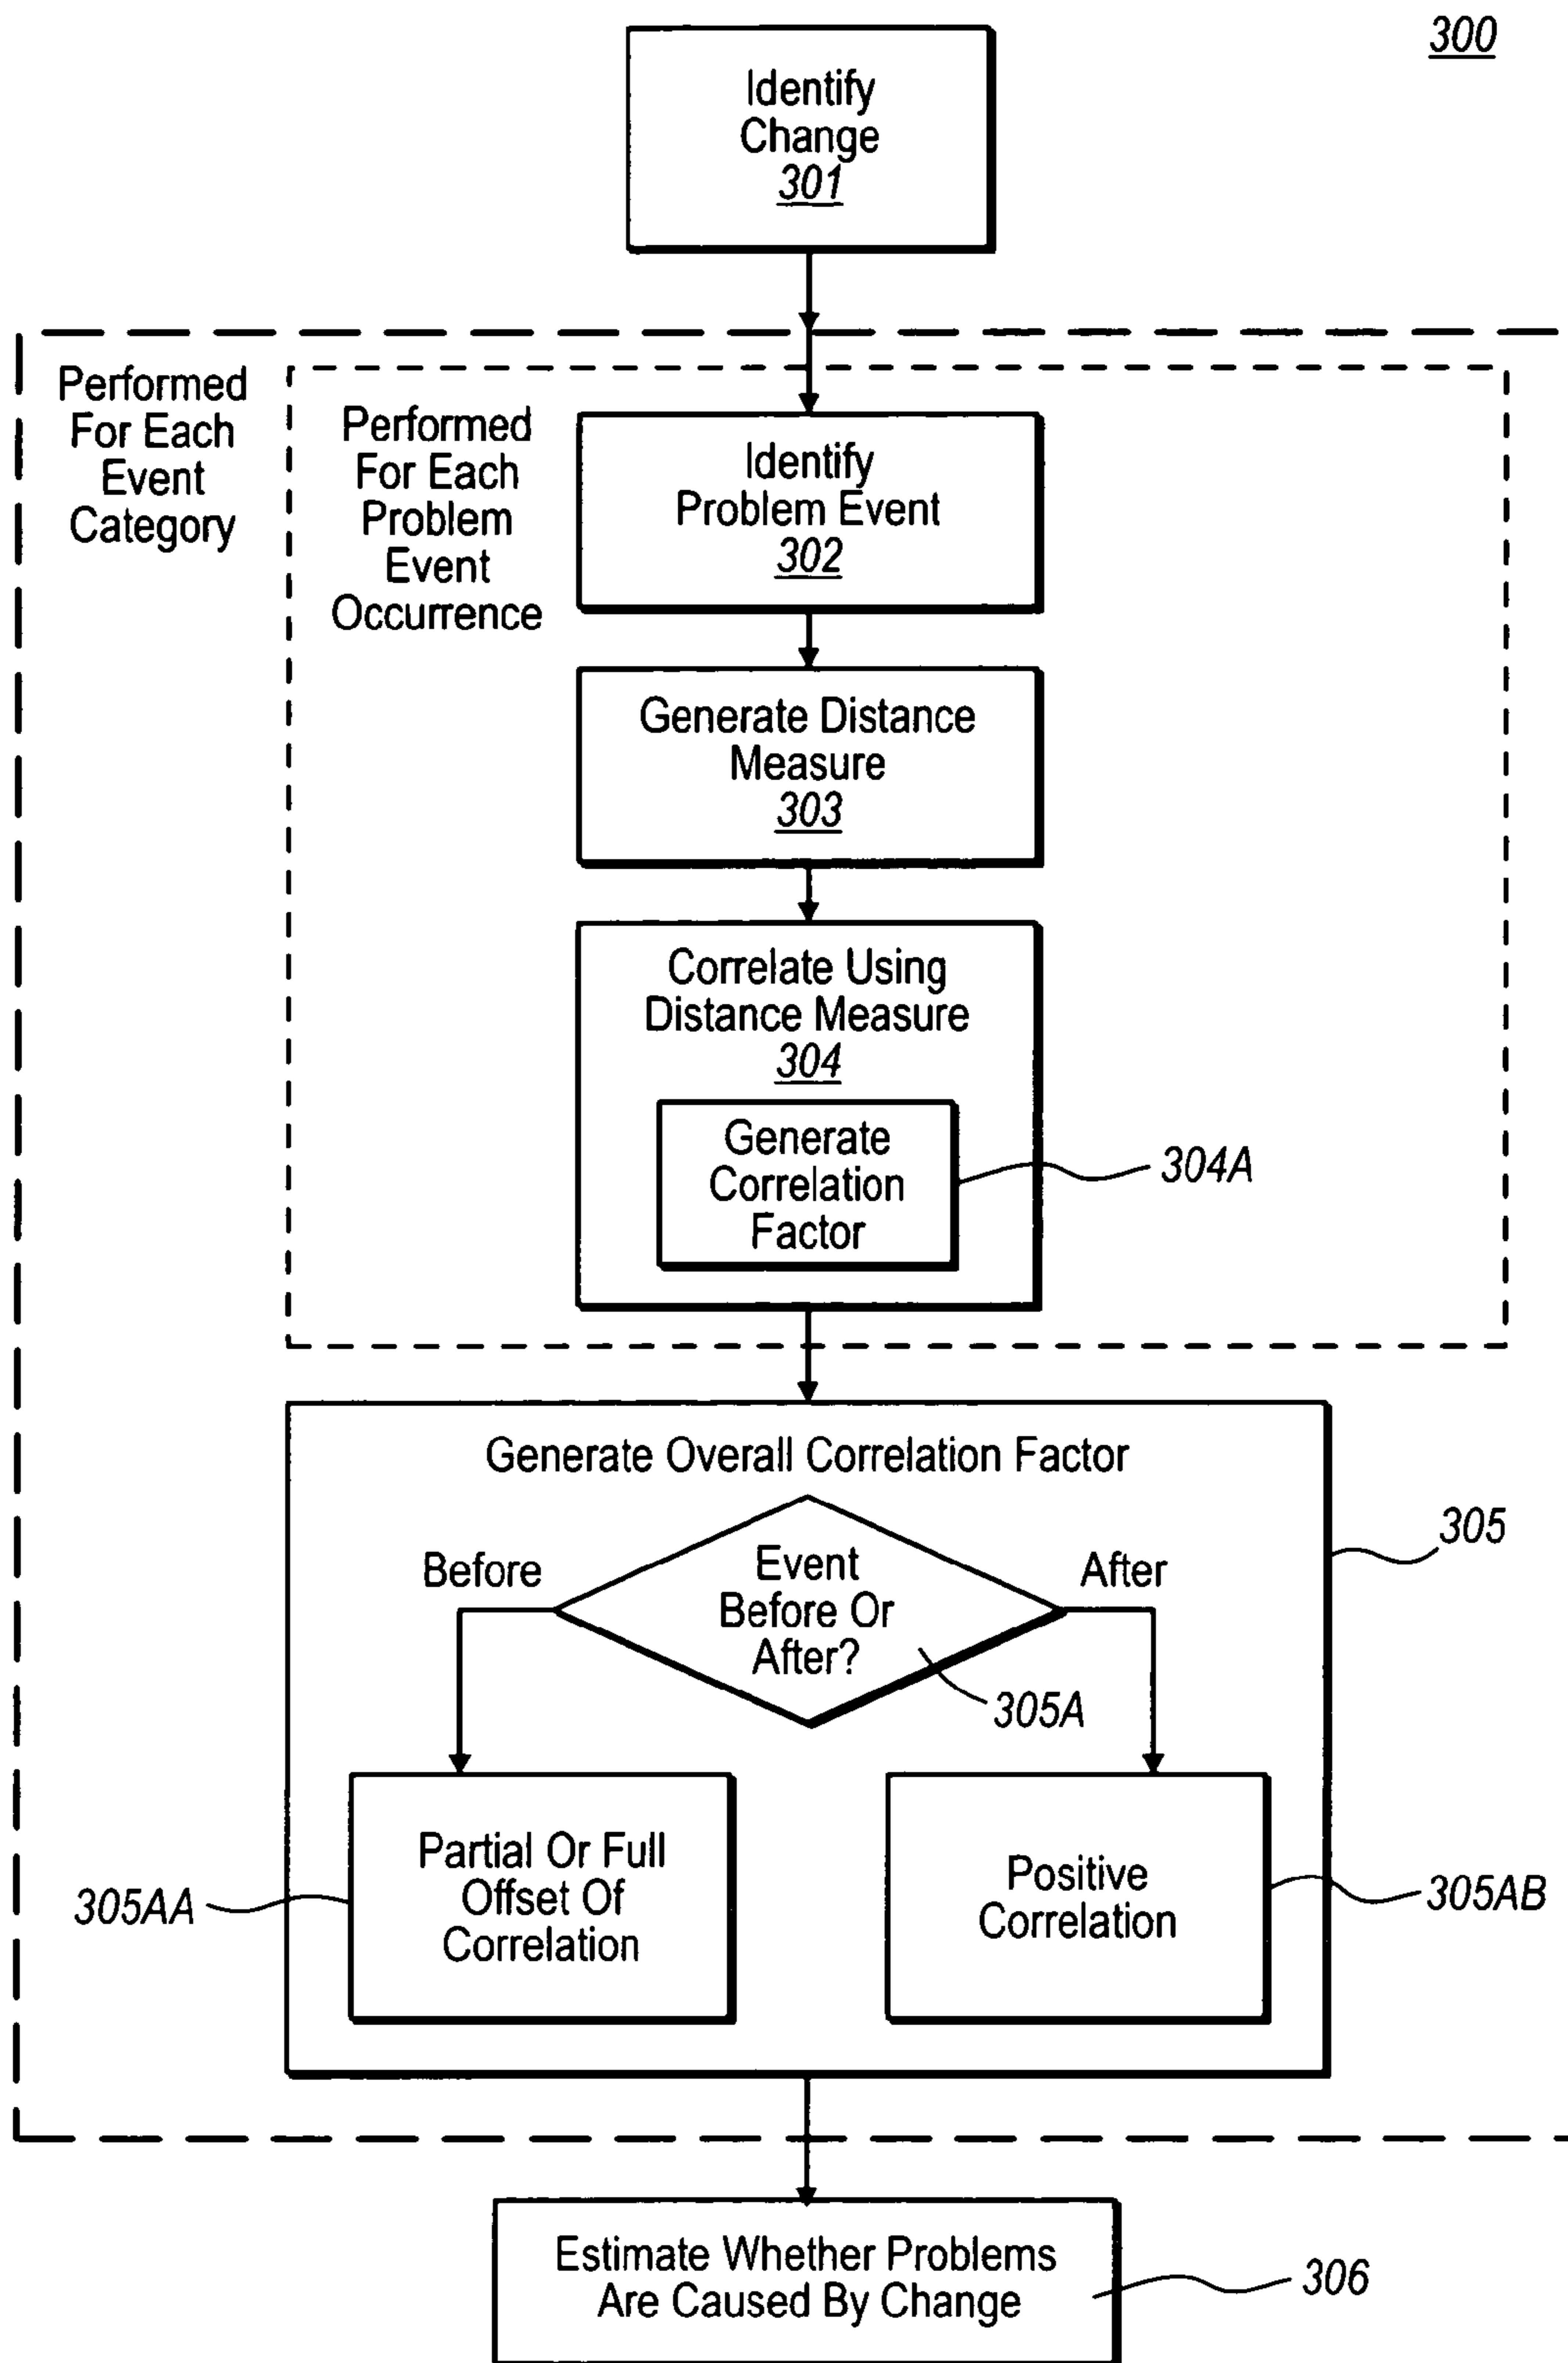 300
Identify
Change
301
Performed
For Each
Event
Category
Performed
For Each
Problem
Event
Occurrence
Identify
Problem Event
302
Generate Distance
Measure
303
Correlate Using
Distance Measure
304
Generate
Correlation
Factor
304A
Generate Overall Correlation Factor
305
Before
Event
Before Or
After?
After
305A
Partial Or Full
Offset Of
Correlation
305AA
Positive
Correlation
305AB
Estimate Whether Problems
Are Caused By Change
306